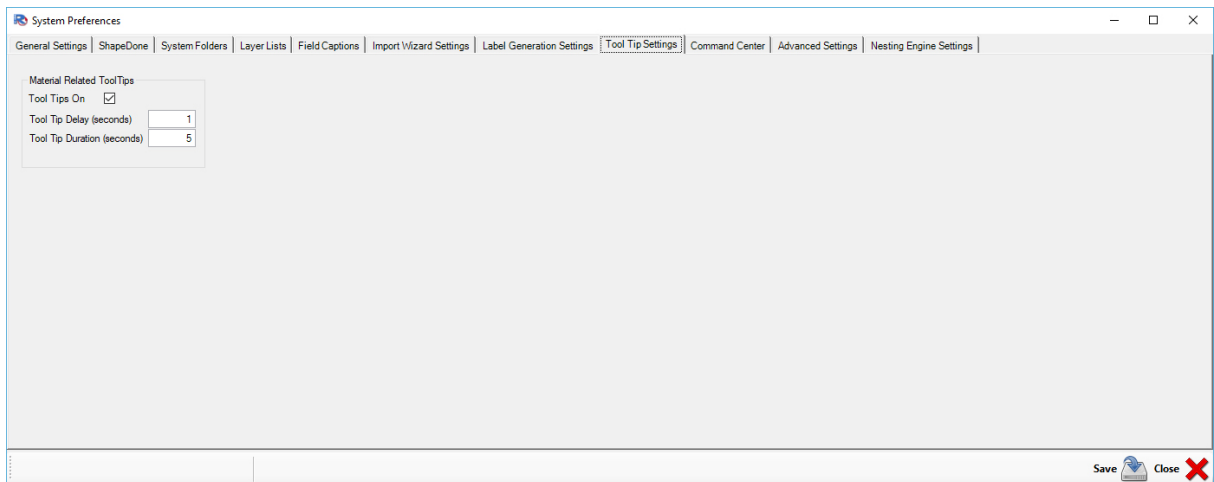 System Preferences
General Settings ShapeDone System Folders Layer Lists Field Captions Import Wizard Settings Label Generation Settings Tool Tip Settings Command Center Advanced Settings Nesting Engine Settings
Material Related ToolTips
Tool Tips On
Tool Tip Delay (seconds) 1
Tool Tip Duration (seconds) 5
Save Close